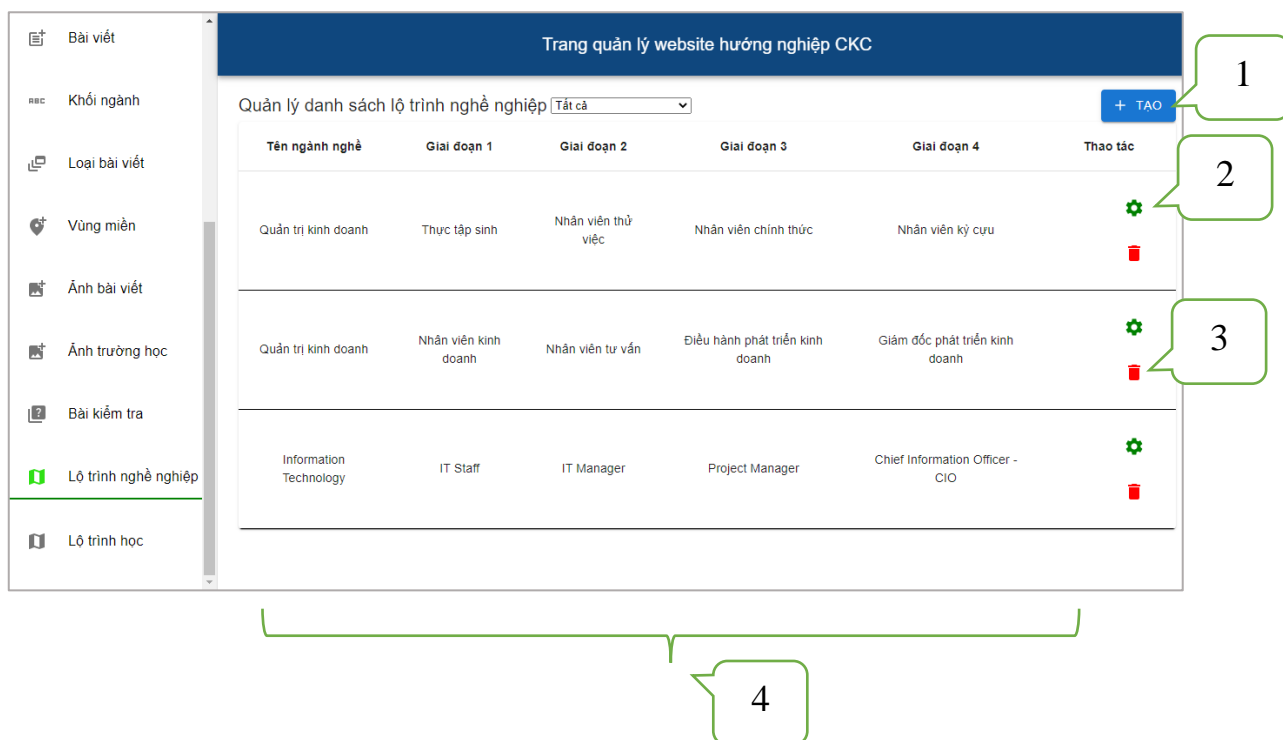 Bài viết
Khối ngành
Loại bài viết
Vùng miền
Ảnh bài viết
Ảnh trường học
Bài kiểm tra
Lộ trình nghề nghiệp
Lộ trình học
Trang quản lý website hướng nghiệp CKC
Quản lý danh sách lộ trình nghề nghiệp Tất cả
+ TẠO
Tên ngành nghề Giai đoạn 1 Giai đoạn 2 Giai đoạn 3 Giai đoạn 4 Thao tác
Quản trị kinh doanh
Thực tập sinh
Nhân viên thử
việc
Nhân viên chính thức
Nhân viên kỳ cựu
Quản trị kinh doanh
Nhân viên kinh
doanh
Nhân viên tư vấn
Điều hành phát triển kinh
doanh
Giám đốc phát triển kinh
doanh
Information
Technology
IT Staff
IT Manager
Project Manager
Chief Information Officer -
CIO
1
2
3
4
ABC